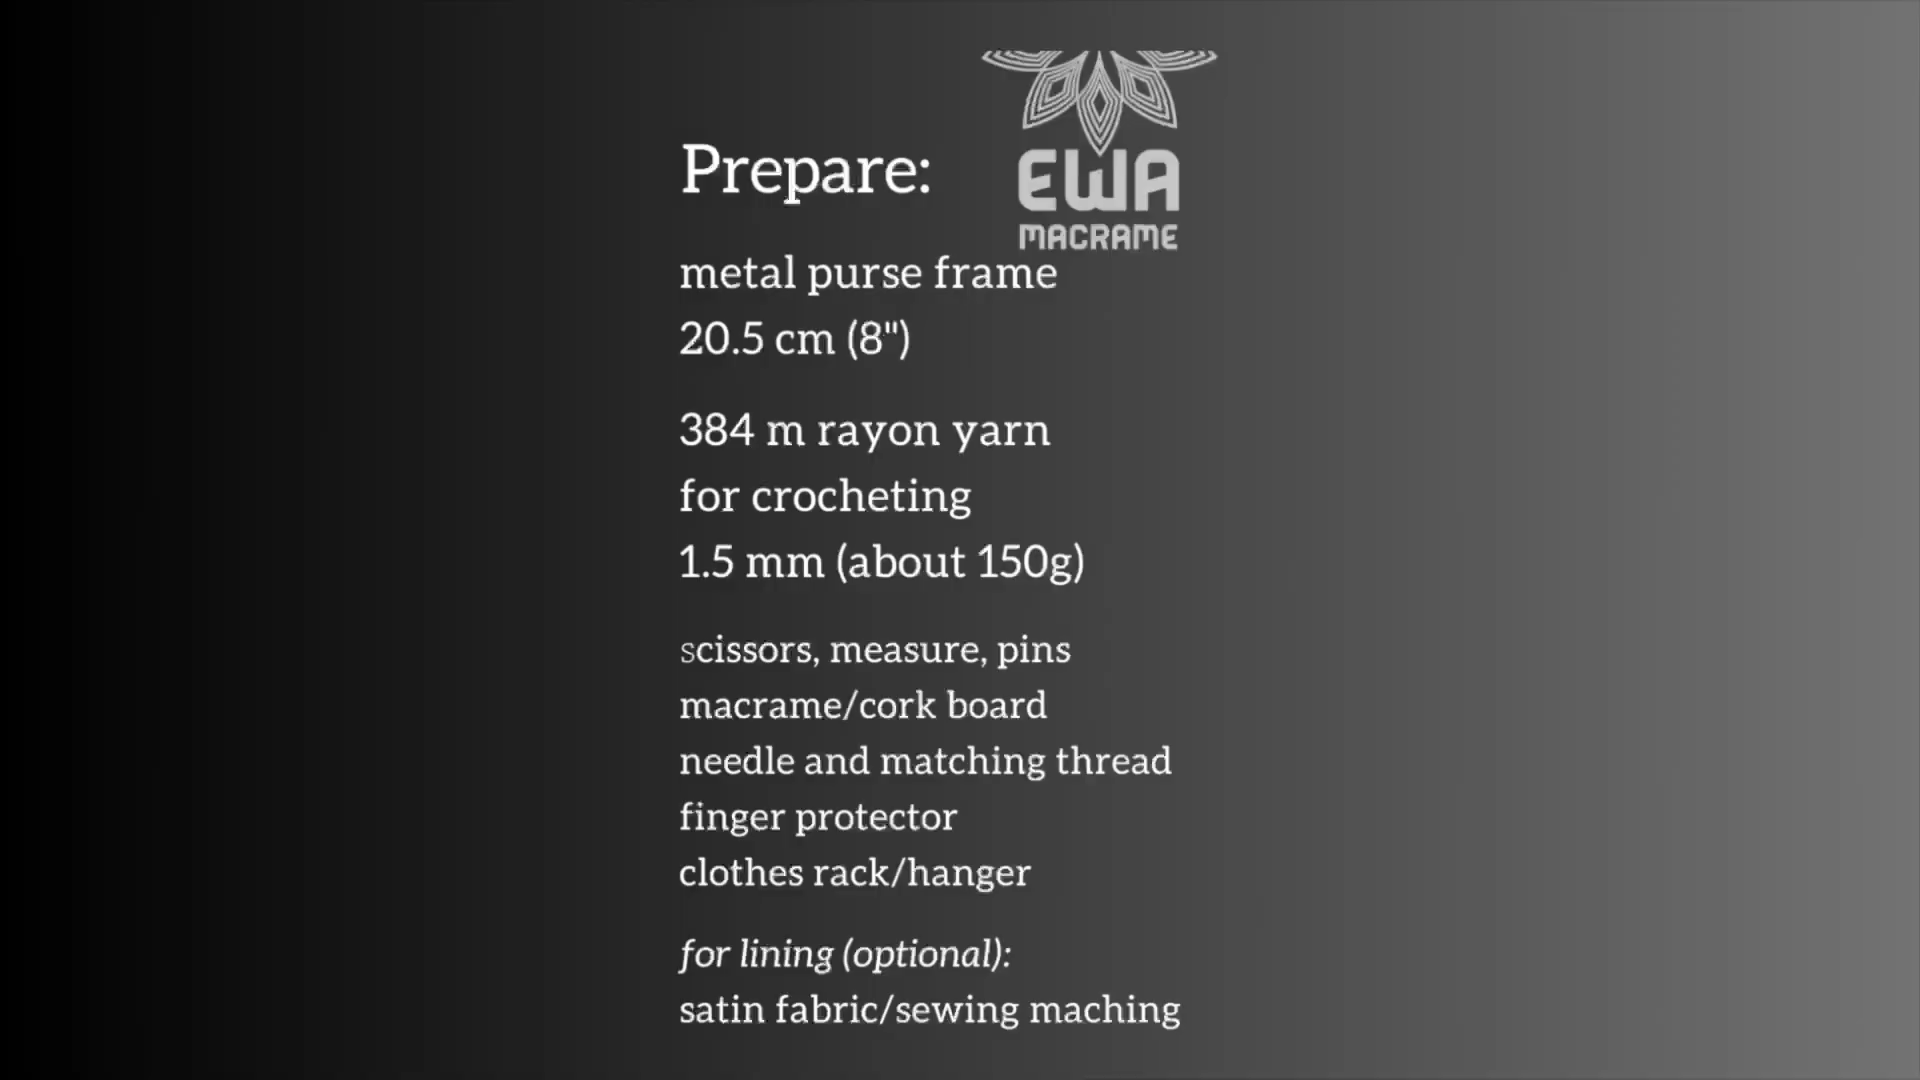 EWA
MACRAME
Prepare:
metal purse frame
20.5 cm (8")
384 m rayon yarn
for crocheting
1.5 mm (about 150g)
scissors, measure, pins
macrame/cork board
needle and matching thread
finger protector
clothes rack/hanger
for lining (optional):
satin fabric/sewing maching